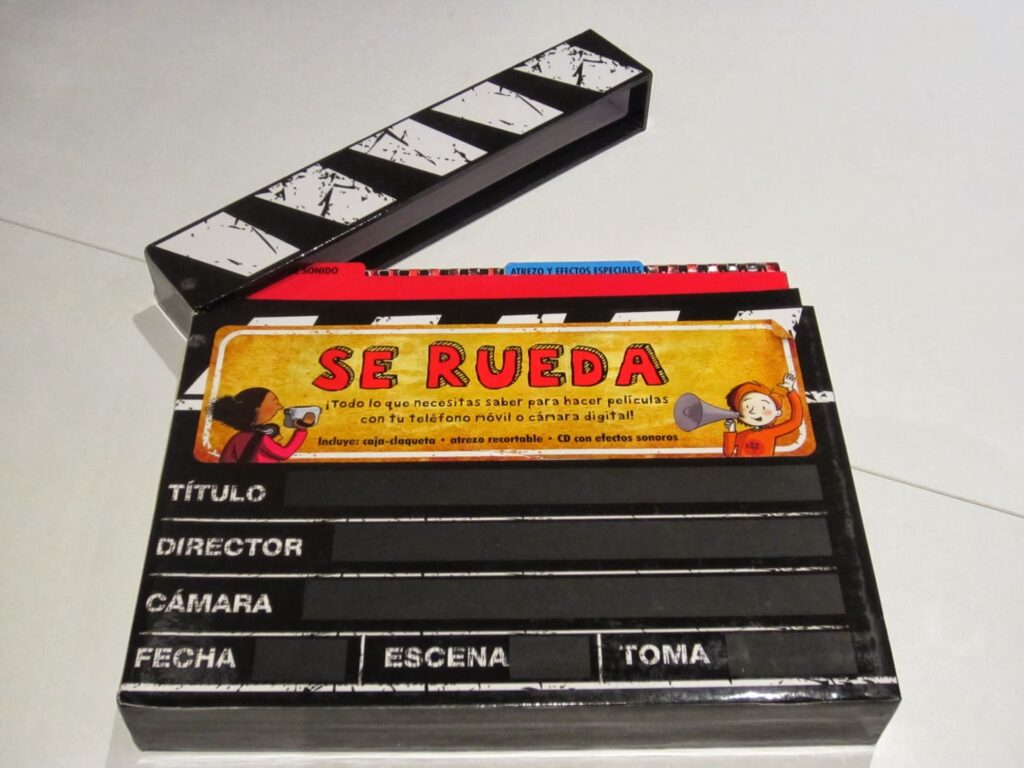 SONIDO
ATREZO Y EFECTOS ESPECIALES
SE RUEDA
¡Todo lo que necesitas saber para hacer películas
con tu teléfono móvil o cámara digital!
Incluye: caja-claqueta • atrezo recortable • CD con efectos sonoros
TÍTULO
DIRECTOR
CÁMARA
FECHA ESCENA TOMA